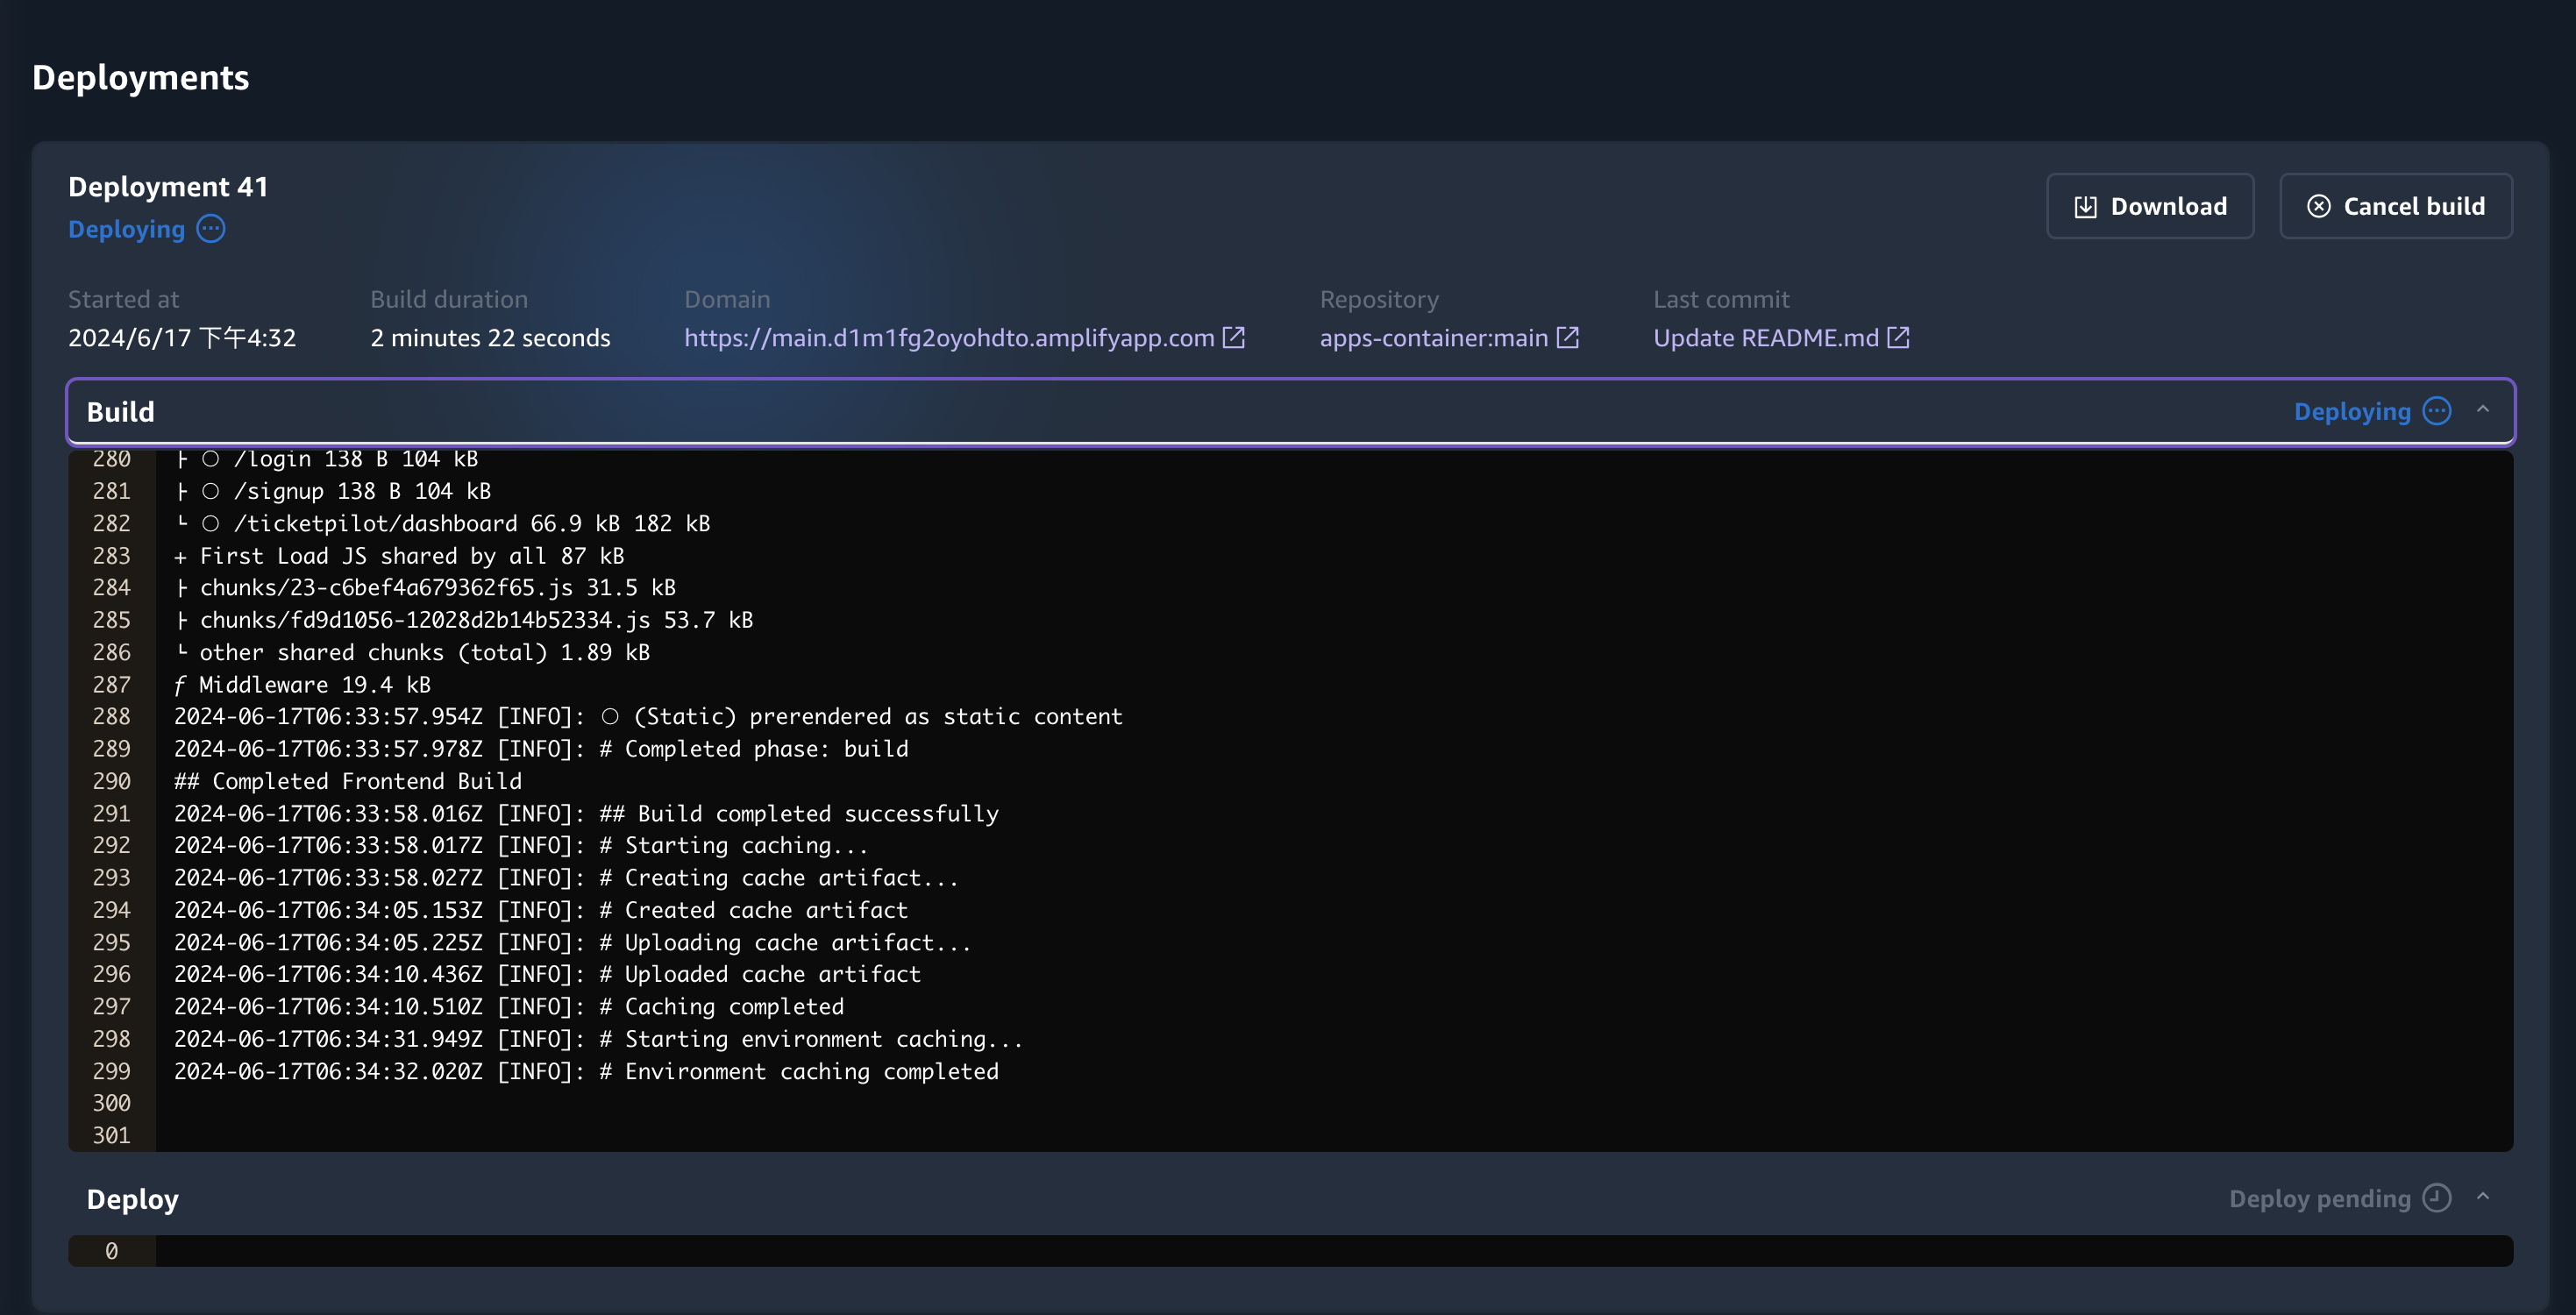 Deployments
Deployment 41
Deploying
Download
Cancel build
Started at
Build duration
Domain
Repository
Last commit
2024/6/17 下午4:32
2 minutes 22 seconds
https://main.d1m1fg2oyohdto.amplifyapp.com
apps-container:main
Update README.md
Build
Deploying
280 ├ ○ /login 138 B 104 kB
281 ├ ○ /signup 138 B 104 kB
282 └ ○ /ticketpilot/dashboard 66.9 kB 182 kB
283 + First Load JS shared by all 87 kB
284 ├ chunks/23-c6bef4a679362f65.js 31.5 kB
285 ├ chunks/fd9d1056-12028d2b14b52334.js 53.7 kB
286 └ other shared chunks (total) 1.89 kB
287 ƒ Middleware 19.4 kB
288 2024-06-17T06:33:57.954Z [INFO]: ○ (Static) prerendered as static content
289 2024-06-17T06:33:57.978Z [INFO]: # Completed phase: build
290 ## Completed Frontend Build
291 2024-06-17T06:33:58.016Z [INFO]: ## Build completed successfully
292 2024-06-17T06:33:58.017Z [INFO]: # Starting caching...
293 2024-06-17T06:33:58.027Z [INFO]: # Creating cache artifact...
294 2024-06-17T06:34:05.153Z [INFO]: # Created cache artifact
295 2024-06-17T06:34:05.225Z [INFO]: # Uploading cache artifact...
296 2024-06-17T06:34:10.436Z [INFO]: # Uploaded cache artifact
297 2024-06-17T06:34:10.510Z [INFO]: # Caching completed
298 2024-06-17T06:34:31.949Z [INFO]: # Starting environment caching...
299 2024-06-17T06:34:32.020Z [INFO]: # Environment caching completed
300
301
Deploy
Deploy pending
0